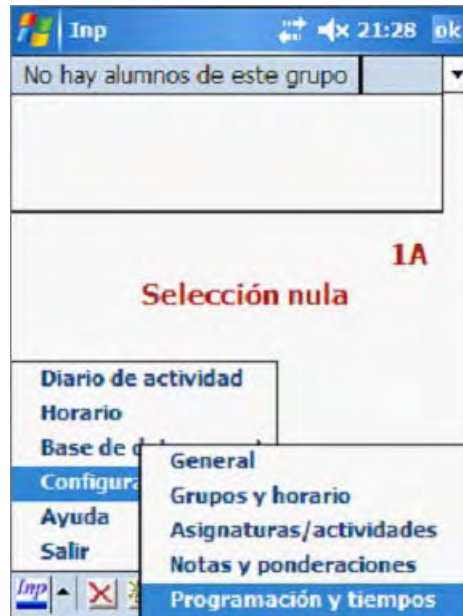 Inp 21:28 ok
No hay alumnos de este grupo
1A
Selección nula
Diario de actividad
Horario
Base de
General
Grupos y horario
Ayuda
Asignaturas/actividades
Salir
Notas y ponderaciones
Inp
Programación y tiempos